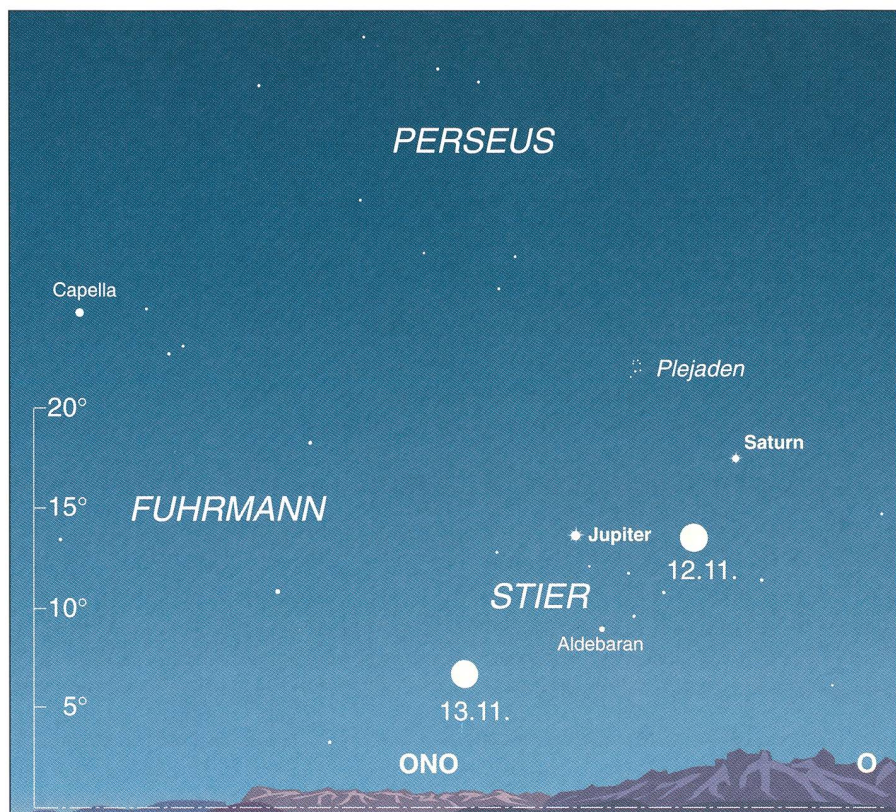 PERSEUS
Capella
Plejaden
20°
Saturn
15°
FUHRMANN
Jupiter
12.11.
10°
STIER
Aldebaran
5°
13.11.
ONO
O